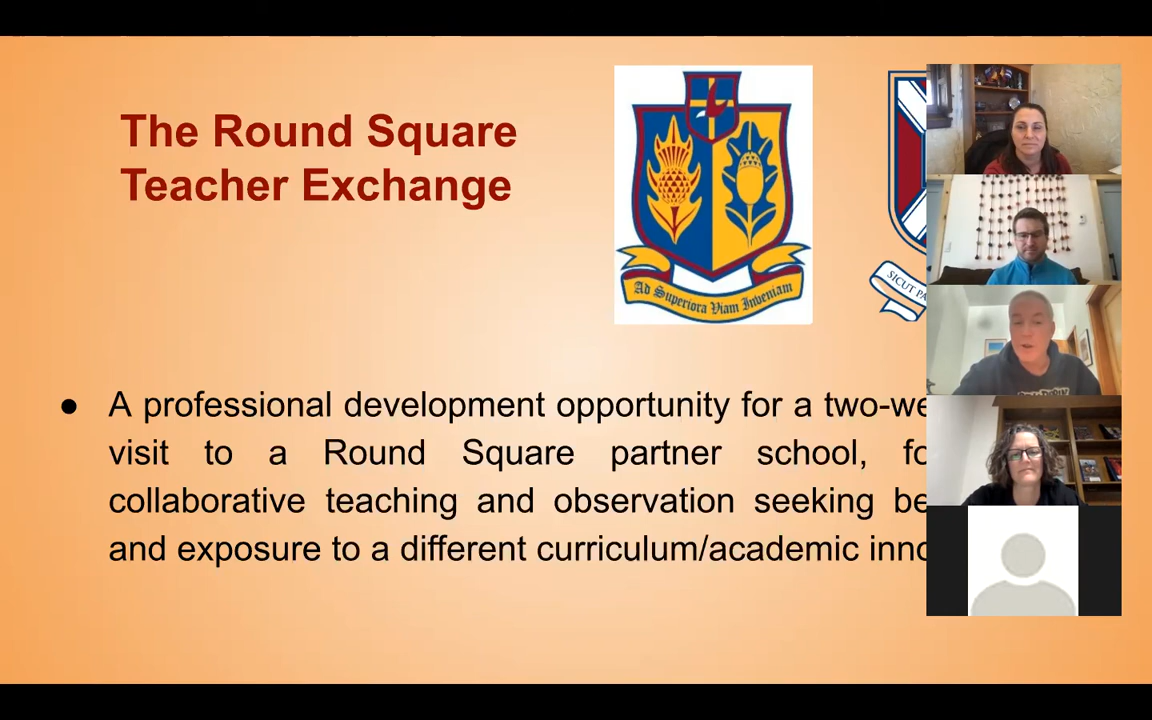 The Round Square
Teacher Exchange
Ad Superiora Viam Inveniam
SICUT
● A professional development opportunity for a two-we
visit to a Round Square partner school, fo
collaborative teaching and observation seeking be
and exposure to a different curriculum/academic inno